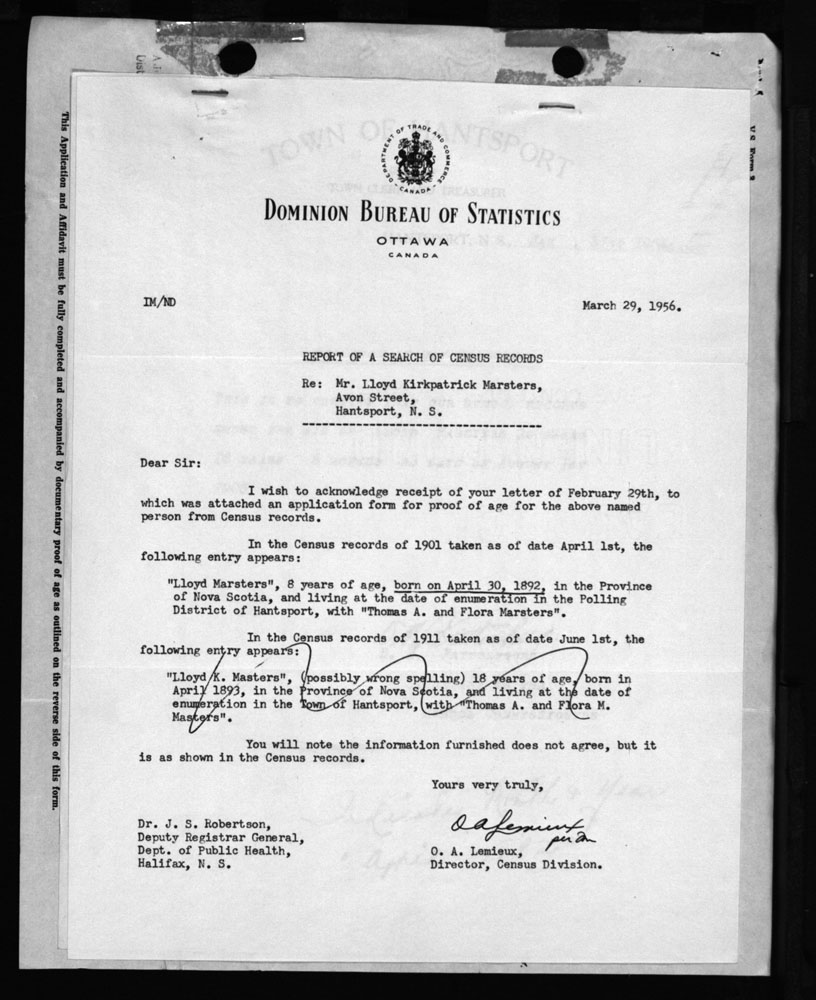 This Application and Affidavit must be fully completed and accompanied by documentary proof of age as outlined on the reverse side of this form.
TOWN OF HANTSPORT
DEPARTMENT OF TRADE AND COMMERCE
CANADA
DOMINION BUREAU OF STATISTICS
OTTAWA
CANADA
IM/ND
March 29, 1956.
REPORT OF A SEARCH OF CENSUS RECORDS
Re: Mr. Lloyd Kirkpatrick Marsters,
Avon Street,
Hantsport, N. S.
Dear Sir:
I wish to acknowledge receipt of your letter of February 29th, to
which was attached an application form for proof of age for the above named
person from Census records.
In the Census records of 1901 taken as of date April 1st, the
following entry appears:
"Lloyd Marsters", 8 years of age, born on April 30, 1892, in the Province
of Nova Scotia, and living at the date of enumeration in the Polling
District of Hantsport, with "Thomas A. and Flora Marsters".
In the Census records of 1911 taken as of date June 1st, the
following entry appears:
"Lloyd K. Masters", (possibly wrong spelling) 18 years of age, born in
April 1893, in the Province of Nova Scotia, and living at the date of
enumeration in the Town of Hantsport, with "Thomas A. and Flora M.
Masters".
You will note the information furnished does not agree, but it
is as shown in the Census records.
Yours very truly,
O A Lemieux
per
Dr. J. S. Robertson,
Deputy Registrar General,
Dept. of Public Health,
Halifax, N. S.
O. A. Lemieux,
Director, Census Division.